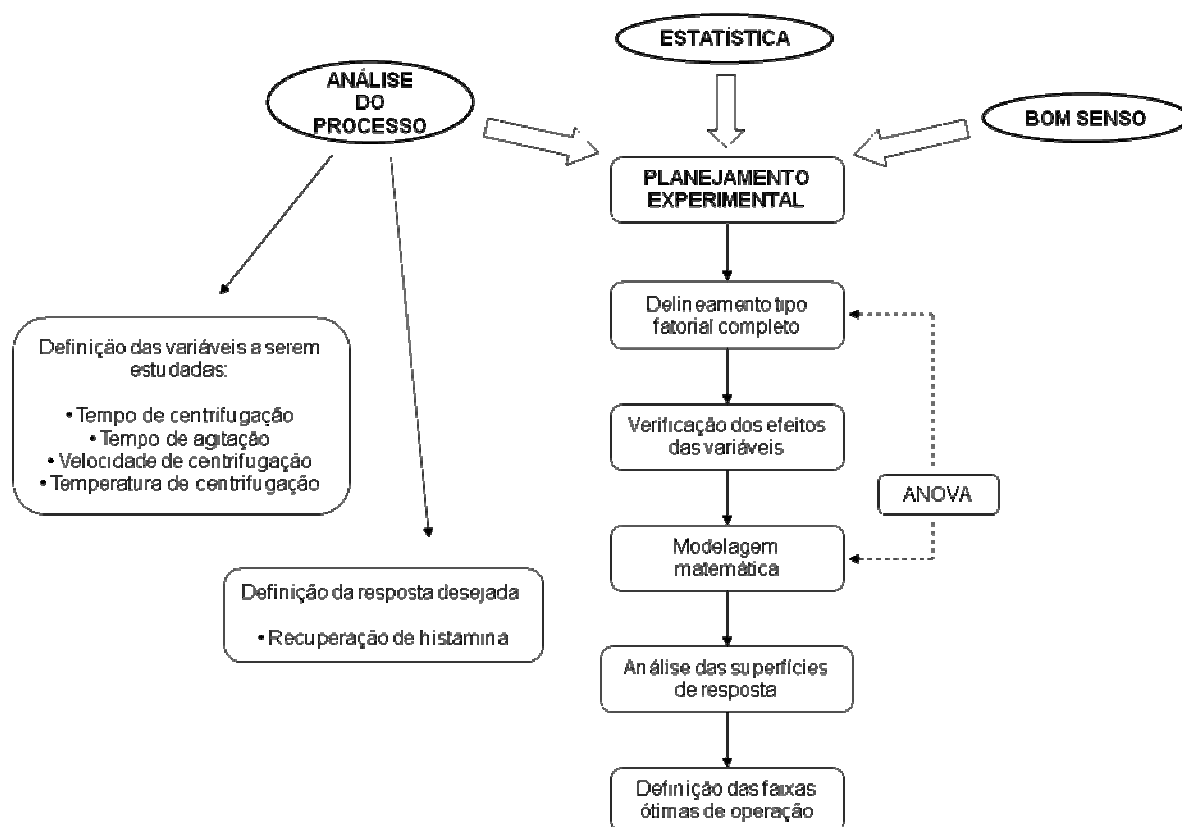 ESTATÍSTICA
ANÁLISE
DO
PROCESSO
BOM SENSO
PLANEJAMENTO
EXPERIMENTAL
Delineamento tipo
fatorial completo
Definição das variáveis a serem
estudadas:
• Tempo de centrifugação
• Tempo de agitação
• Velocidade de centrifugação
• Temperatura de centrifugação
Verificação dos efeitos
das variáveis
ANOVA
Modelagem
matemática
Definição da resposta desejada
• Recuperação de histamina
Análise das superfícies
de resposta
Definição das faixas
ótimas de operação